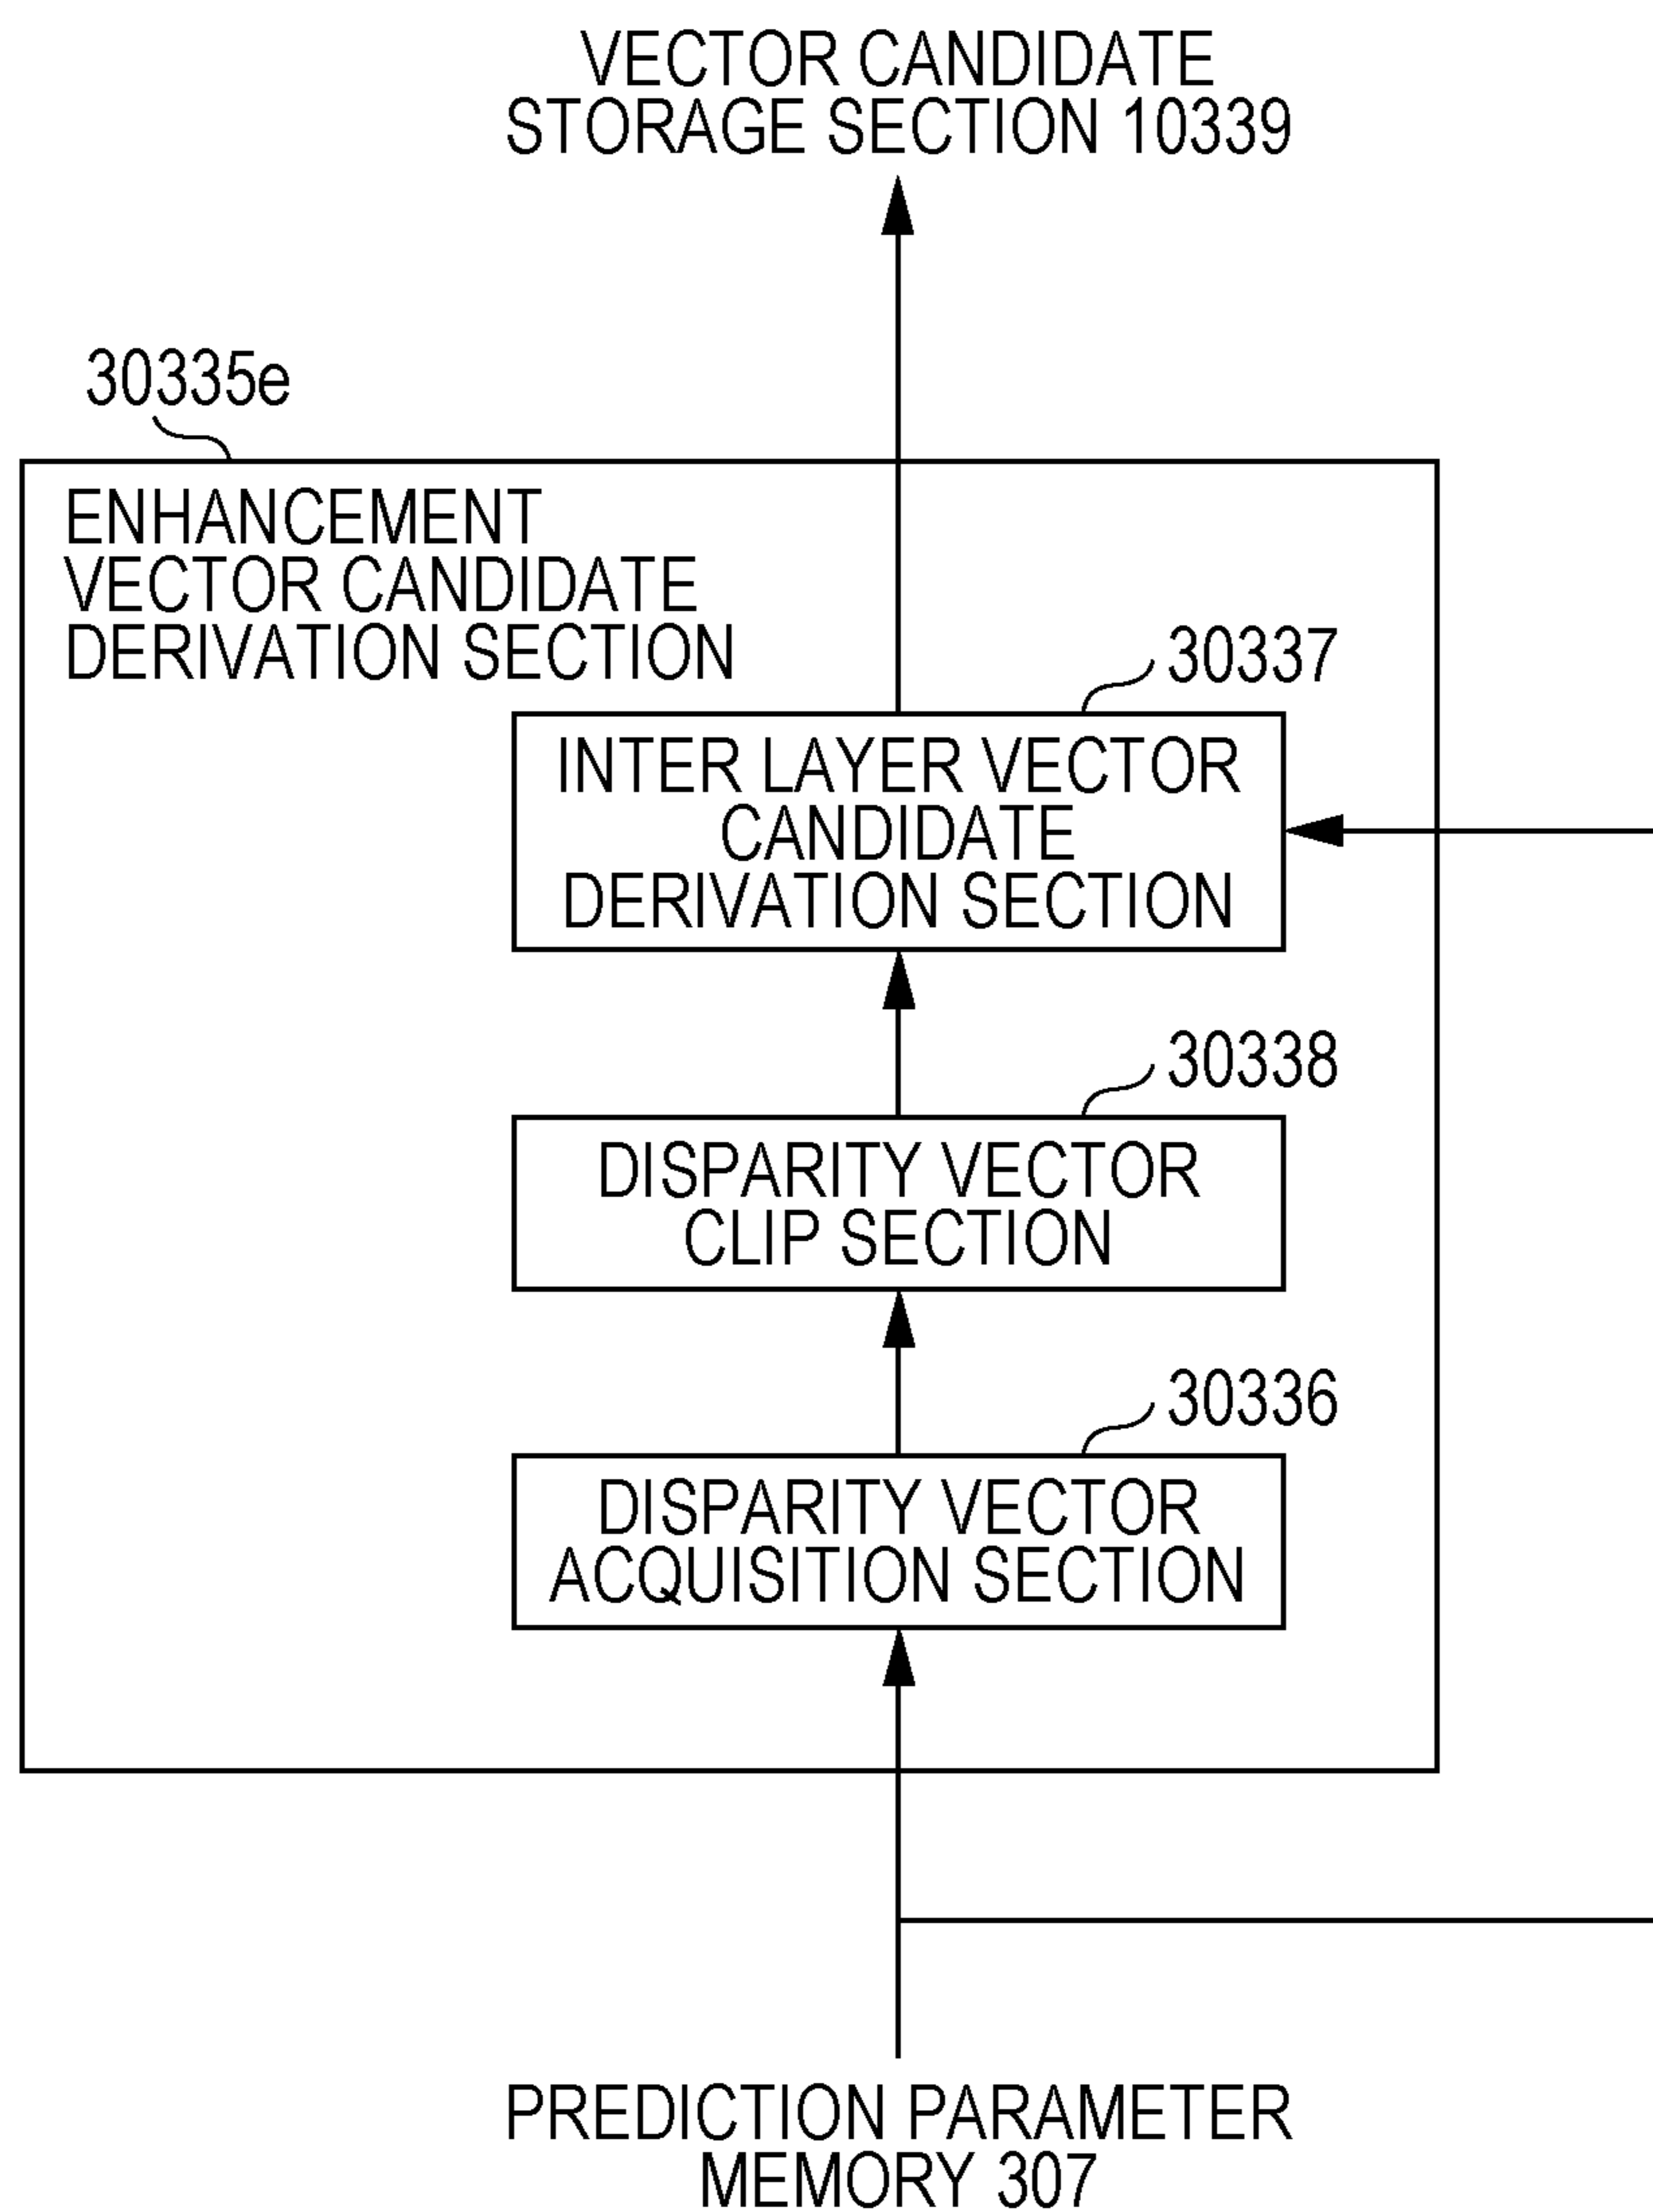 VECTOR CANDIDATE
STORAGE SECTION 10339
30335e
ENHANCEMENT
VECTOR CANDIDATE
DERIVATION SECTION
30337
INTER LAYER VECTOR
CANDIDATE
DERIVATION SECTION
30338
DISPARITY VECTOR
CLIP SECTION
30336
DISPARITY VECTOR
ACQUISITION SECTION
PREDICTION PARAMETER
MEMORY 307